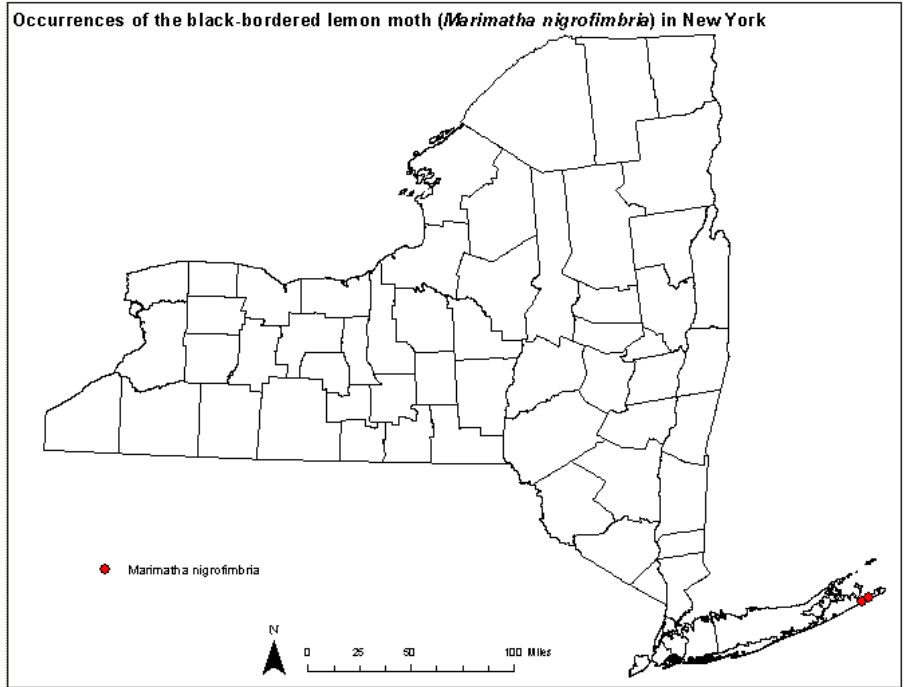 Occurrences of the black-bordered lemon moth (Marimatha nigrofimbria) in New York
Marimatha nigrofimbria
N
0 25 50 100 Miles